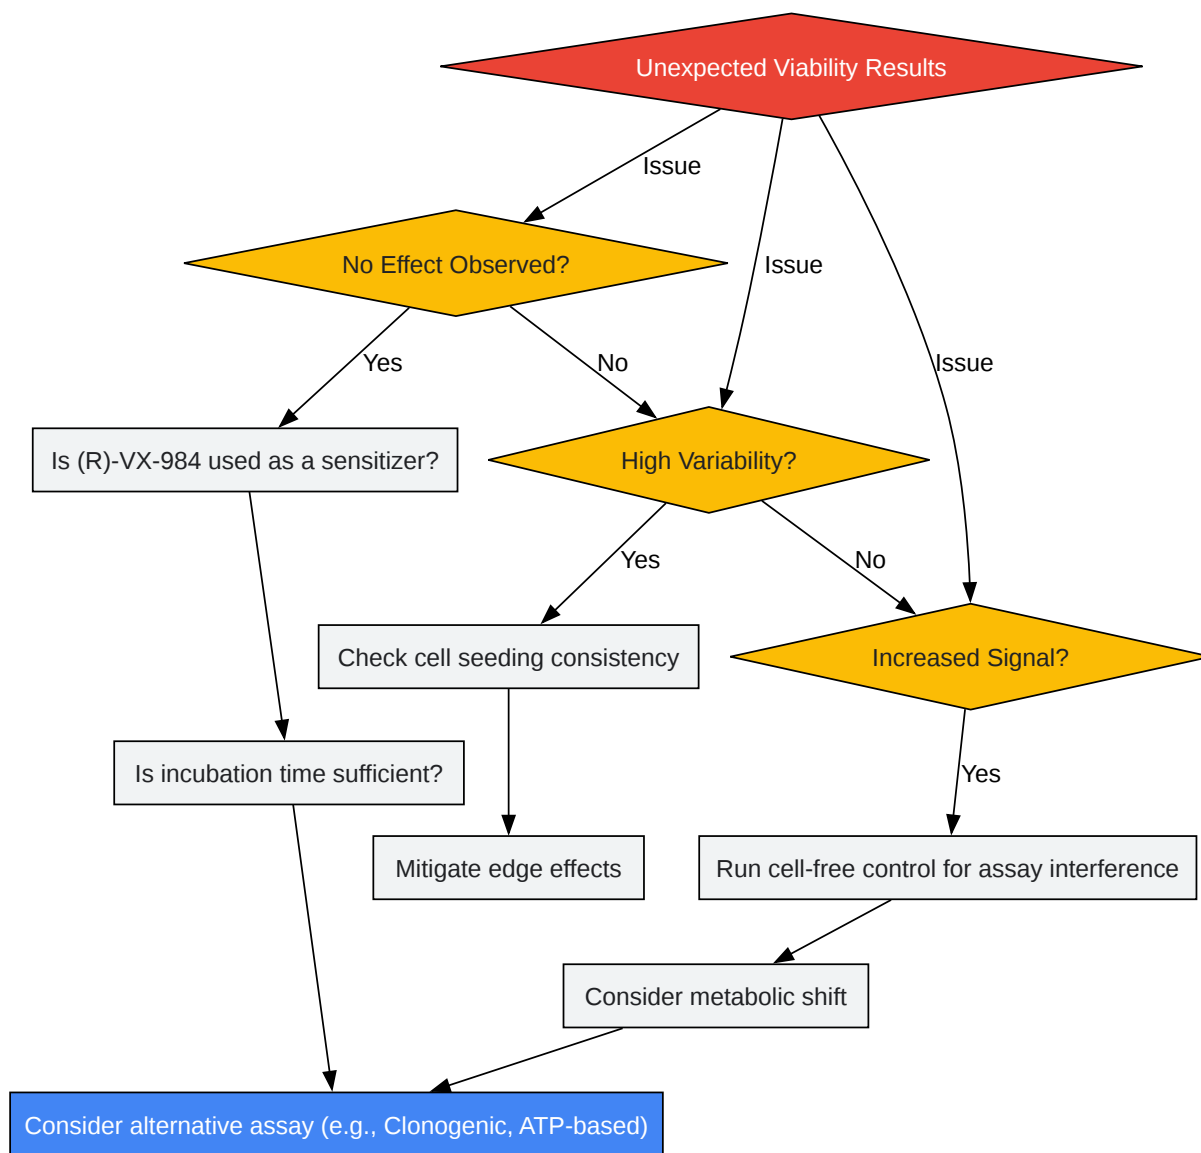 Unexpected Viability Results
Issue
No Effect Observed?
Issue
Yes
No
Issue
Is (R)-VX-984 used as a sensitizer?
High Variability?
Yes
No
Check cell seeding consistency
Increased Signal?
Is incubation time sufficient?
Yes
Mitigate edge effects
Run cell-free control for assay interference
Consider metabolic shift
Consider alternative assay (e.g., Clonogenic, ATP-based)